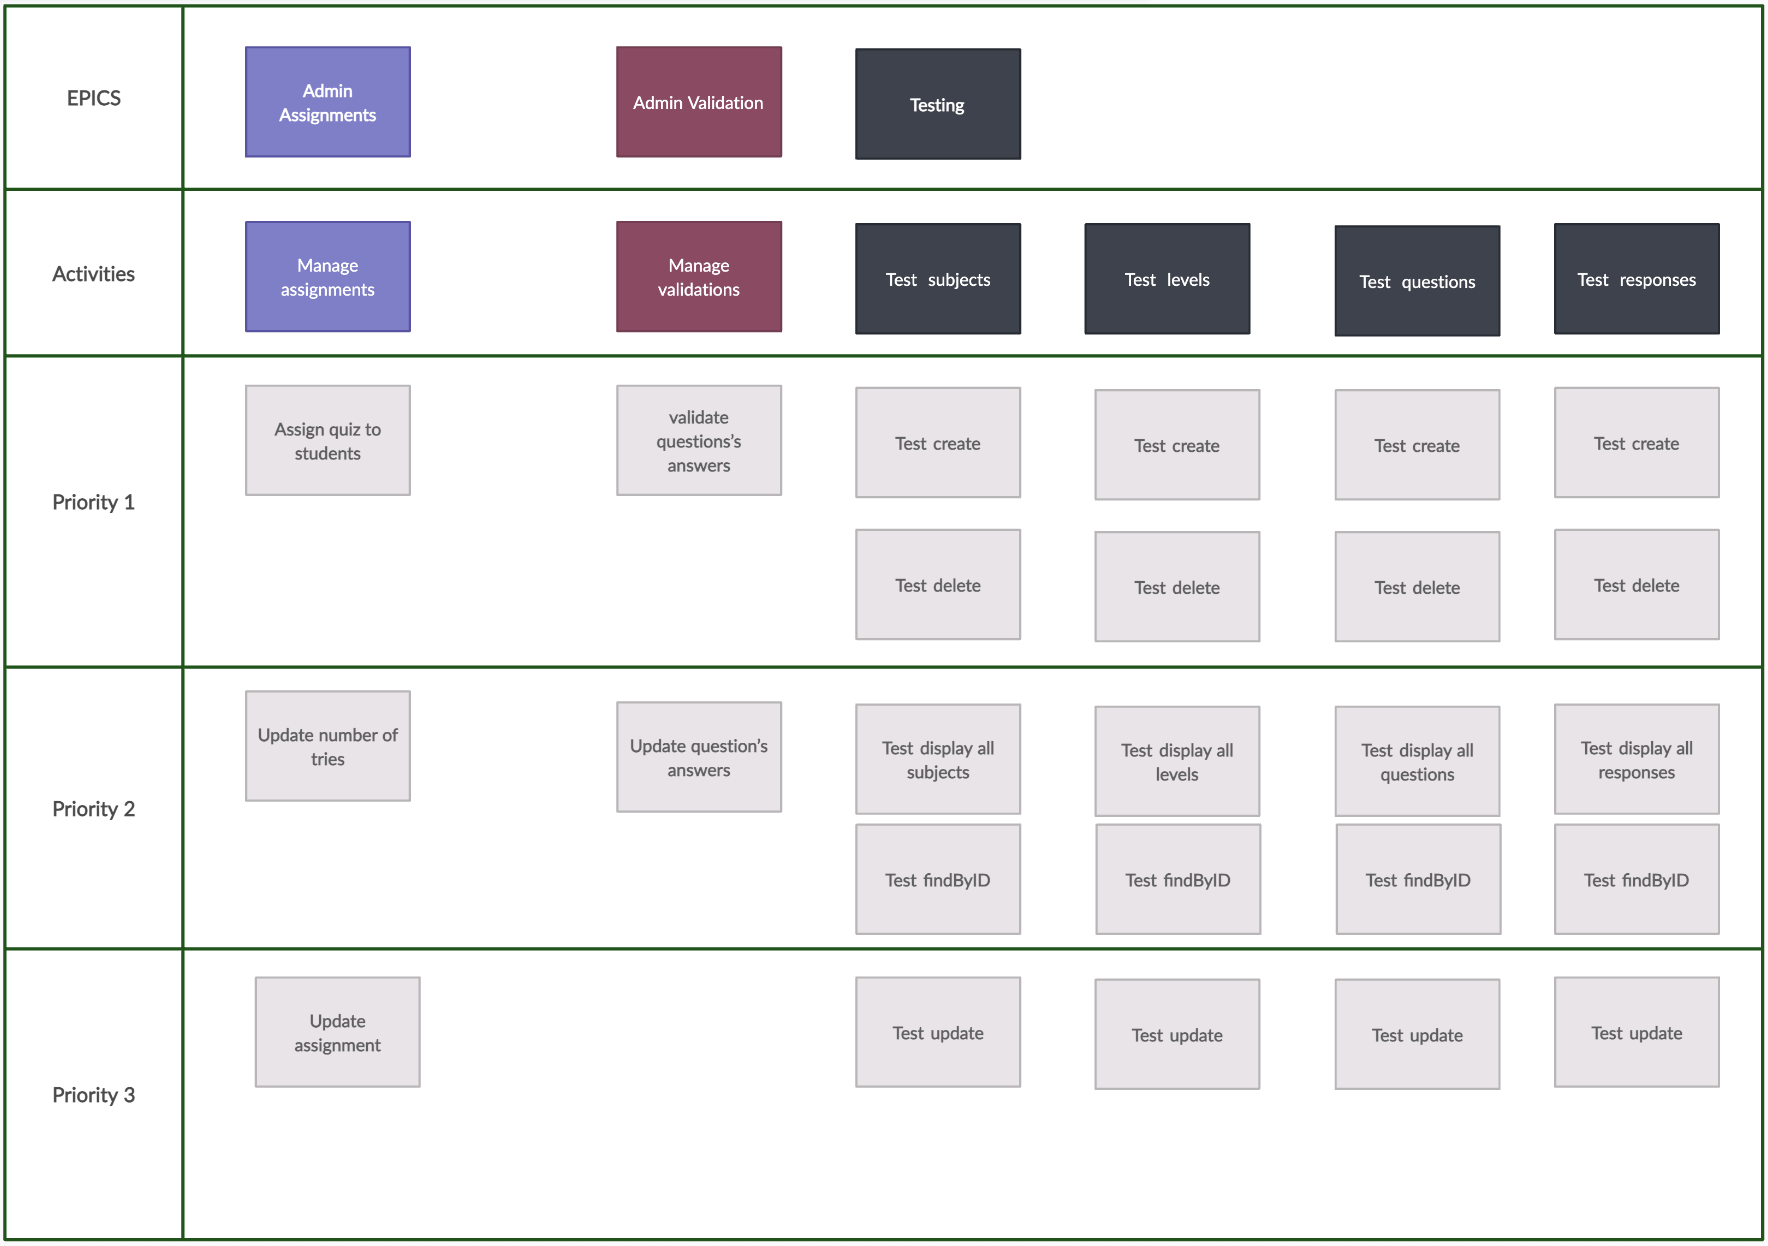 EPICS
Admin
Assignments
Admin Validation
Testing
Activities
Manage
assignments
Manage
validations
Test subjects
Test levels
Test questions
Test responses
Priority 1
Assign quiz to
students
validate
questions's
answers
Test create
Test create
Test create
Test create
Test delete
Test delete
Test delete
Test delete
Priority 2
Update number of
tries
Update question's
answers
Test display all
subjects
Test display all
levels
Test display all
questions
Test display all
responses
Test findByID
Test findByID
Test findByID
Test findByID
Priority 3
Update
assignment
Test update
Test update
Test update
Test update